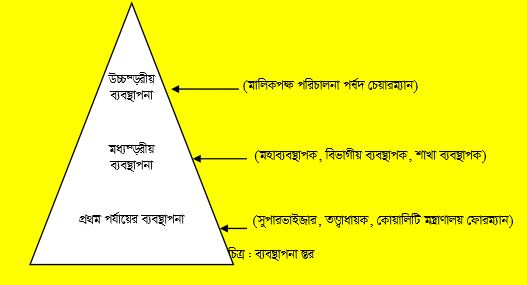 উচ্চস্তরীয়
ব্যবস্থাপনা
(মালিকপক্ষ পরিচালনা পর্ষদ চেয়ারম্যান)
মধ্যস্তরীয়
ব্যবস্থাপনা
(মহাব্যবস্থাপক, বিভাগীয় ব্যবস্থাপক, শাখা ব্যবস্থাপক)
প্রথম পর্যায়ের ব্যবস্থাপনা
(সুপারভাইজার, তত্ত্বাধায়ক, কোয়ালিটি মন্ত্রাণালয় ফোরম্যান)
চিত্র : ব্যবস্থাপনা স্তর